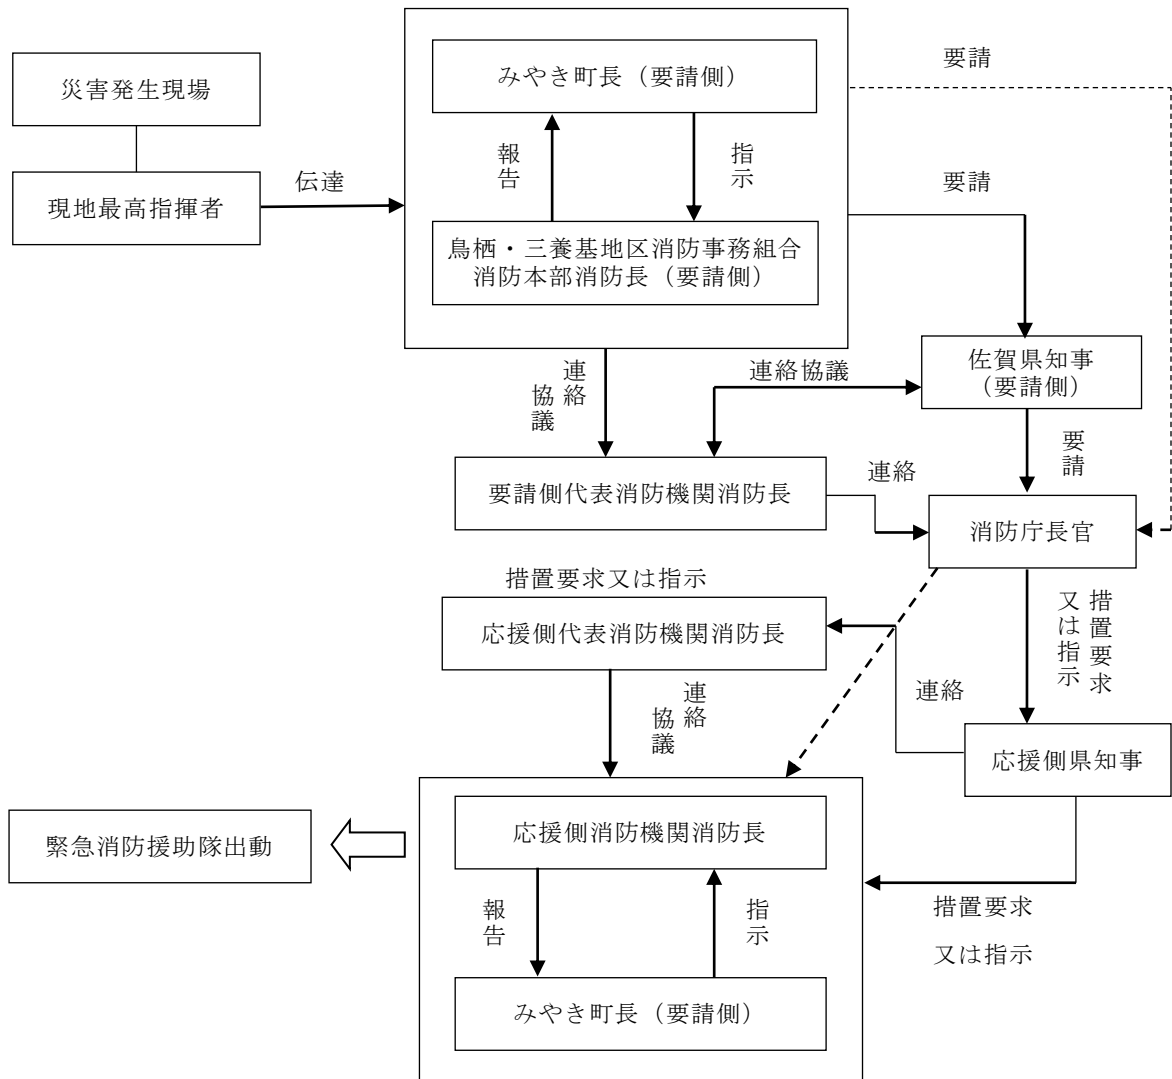 要請
みやき町長（要請側）
災害発生現場
報告
指示
要請
伝達
現地最高指揮者
鳥栖・三養基地区消防事務組合
消防本部消防長（要請側）
佐賀県知事
（要請側）
連絡
協議
連絡協議
要請
連絡
要請側代表消防機関消防長
消防庁長官
措置要求又は指示
応援側代表消防機関消防長
措置要求
又は指示
連絡
協議
連絡
応援側県知事
応援側消防機関消防長
緊急消防援助隊出動
報告
指示
措置要求
又は指示
みやき町長（要請側）